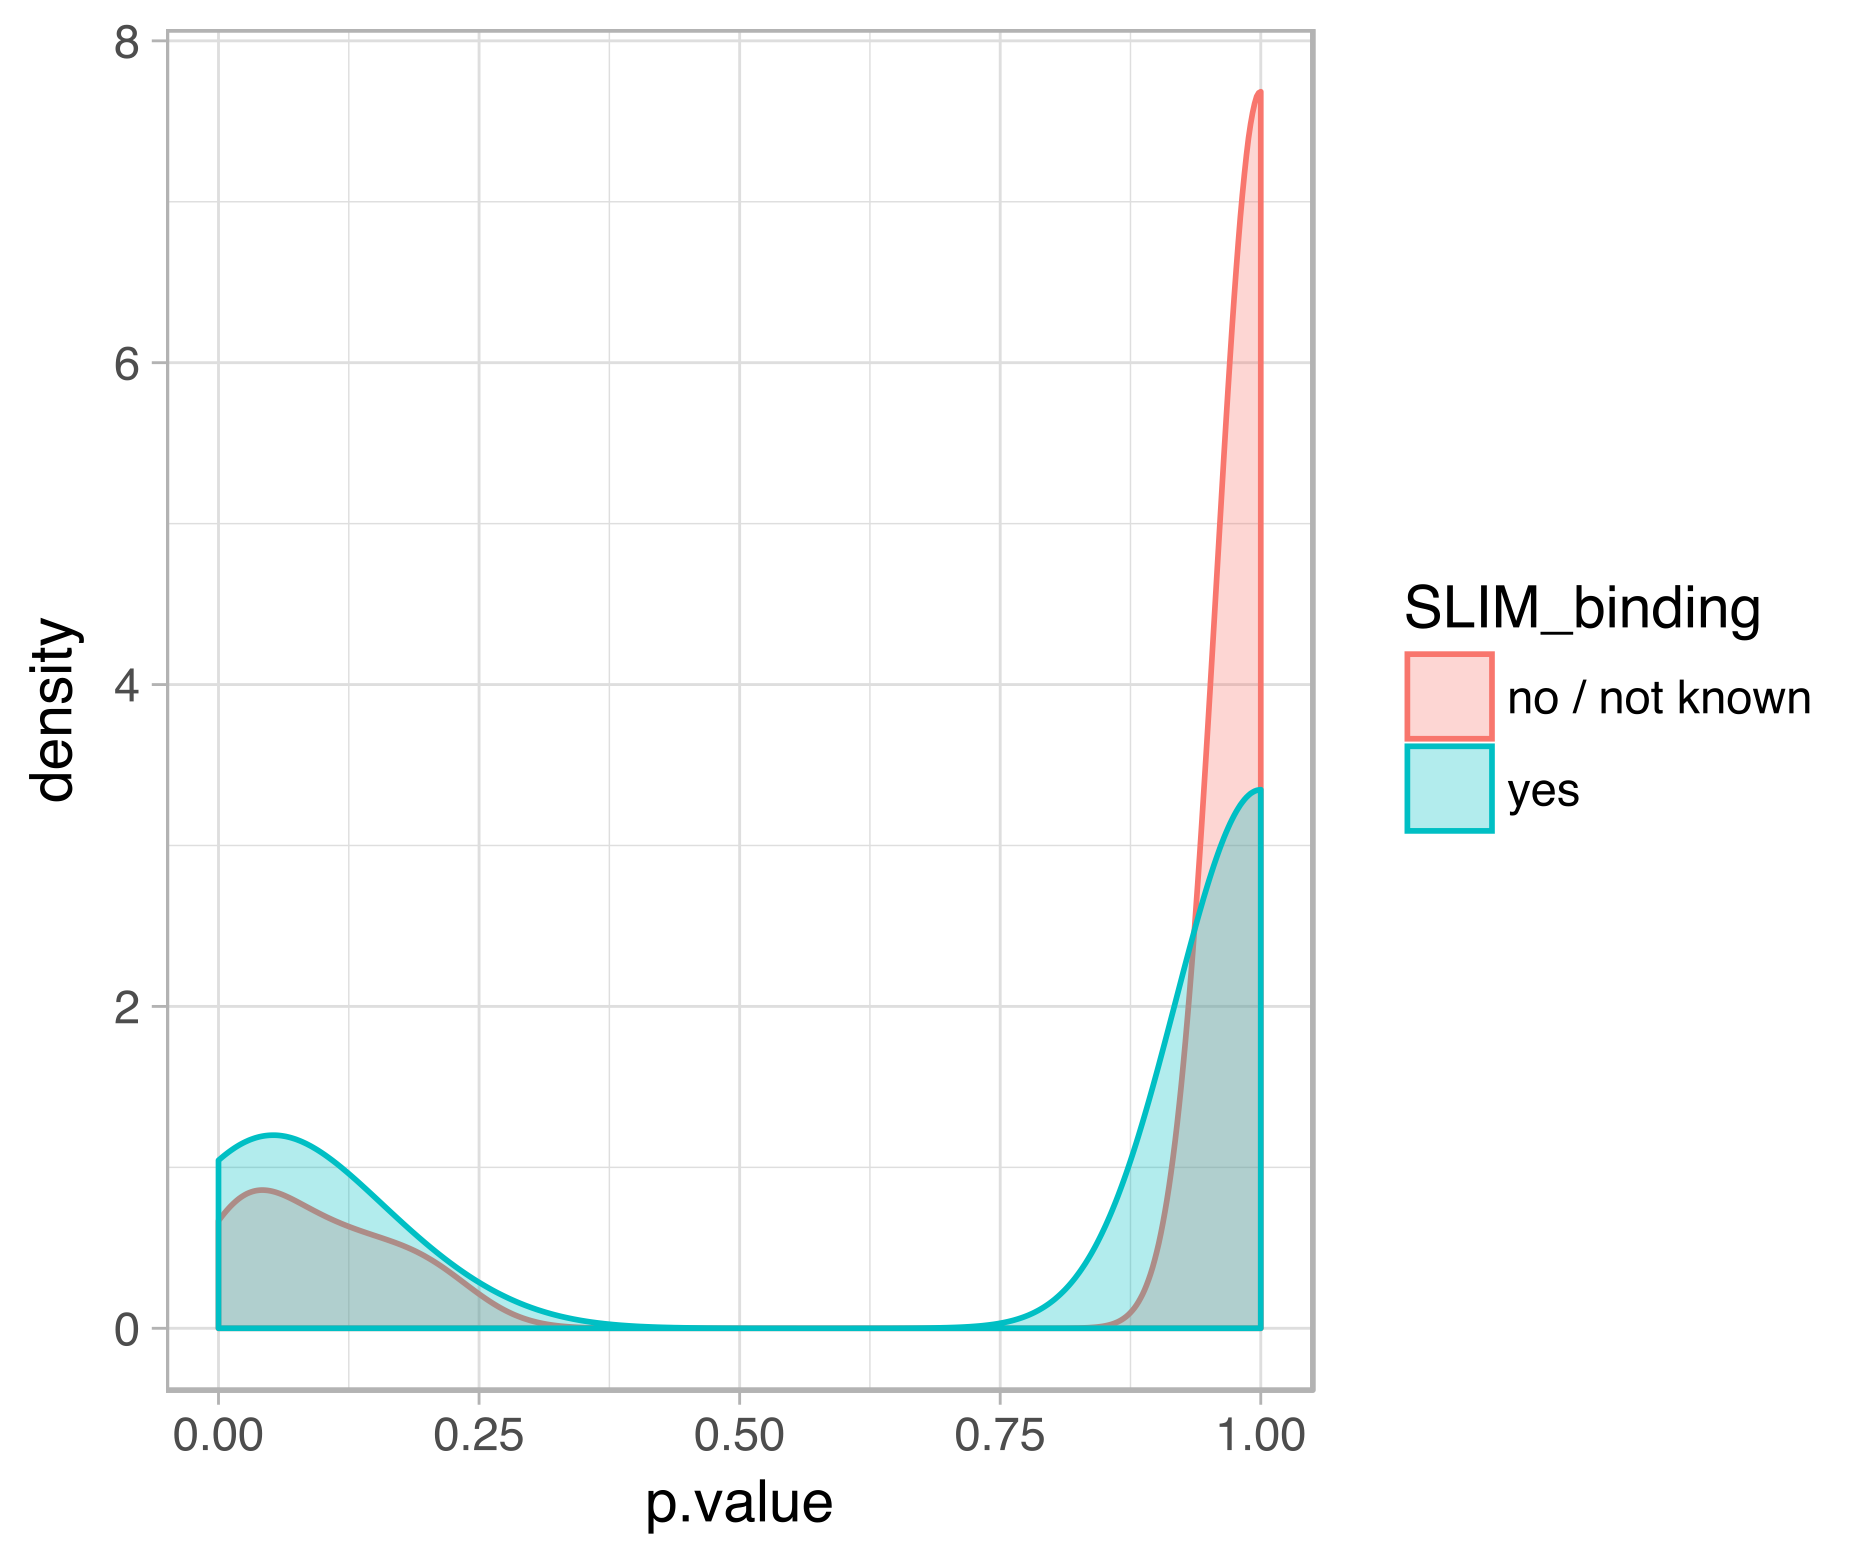 8
6
4
2
0
density
0.00 0.25 0.50 0.75 1.00
p.value
SLIM_binding
no / not known
yes